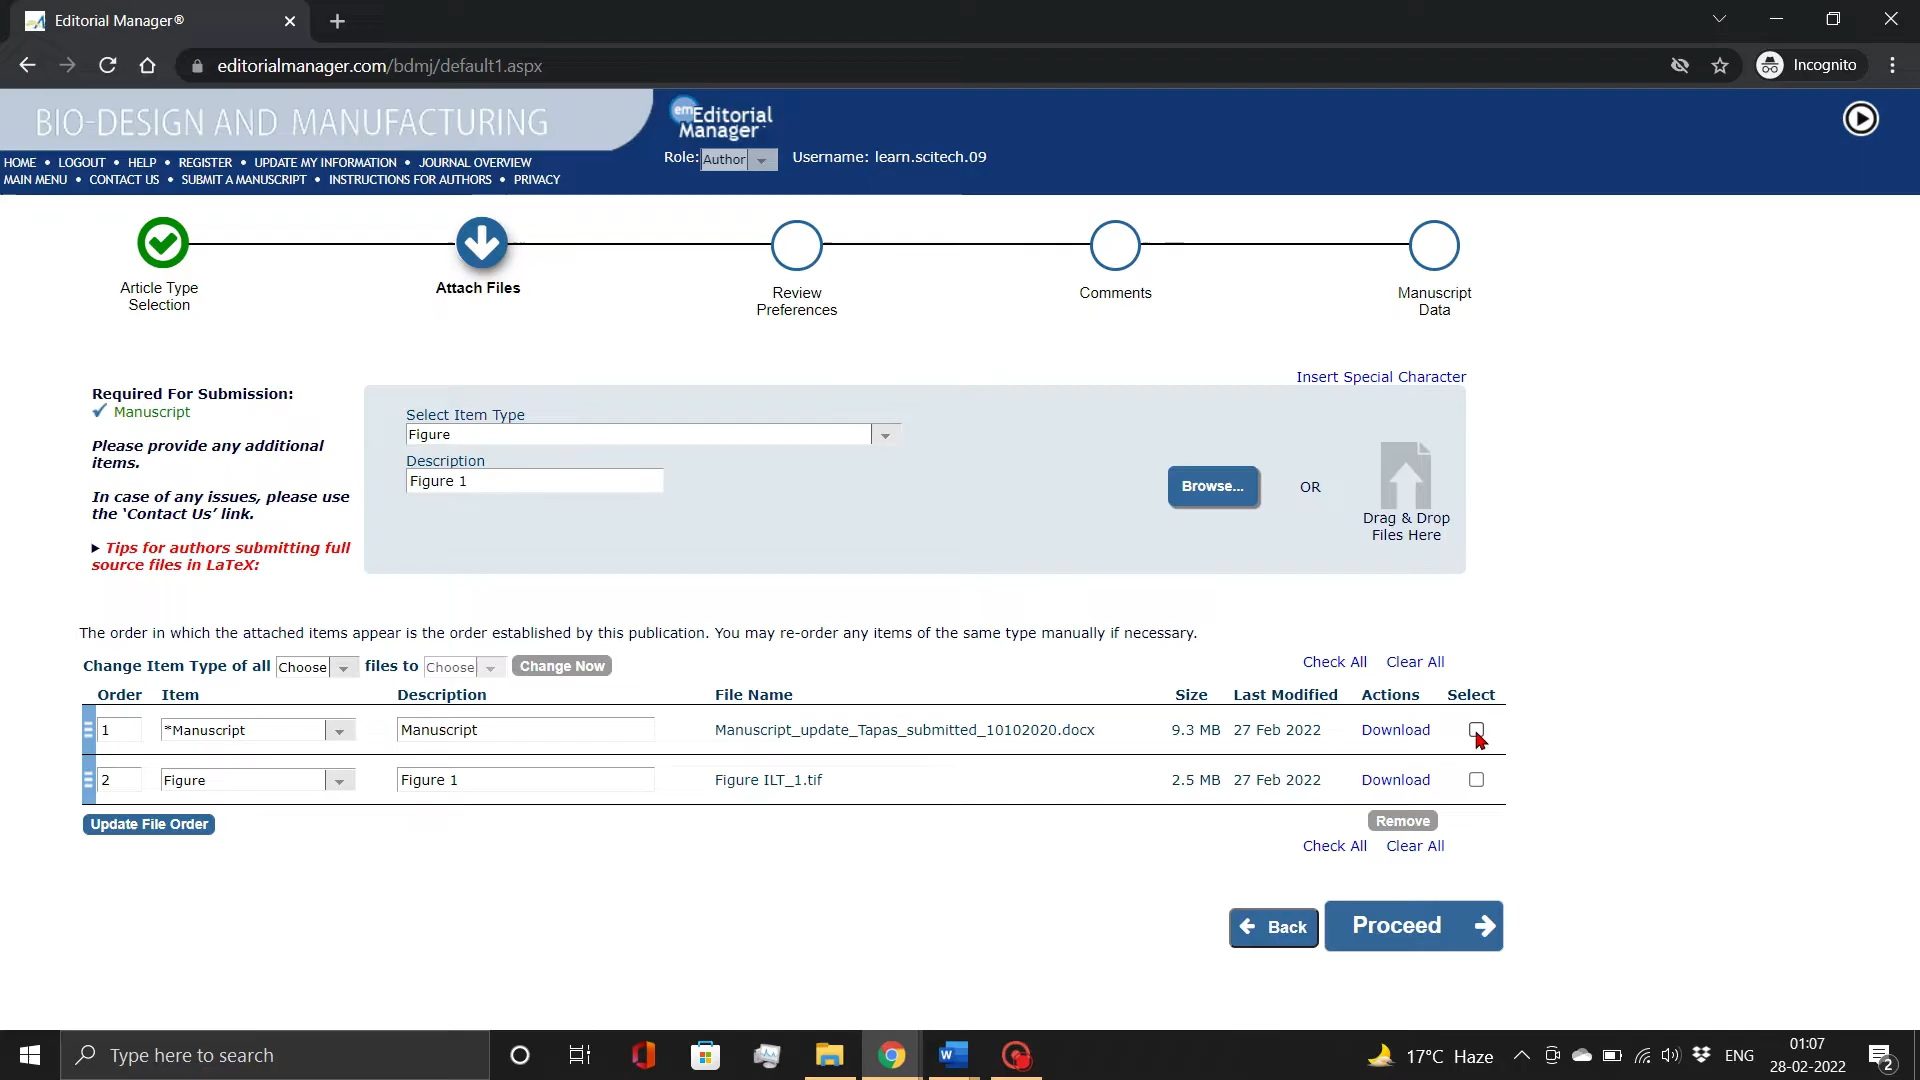 Editorial Manager®
editorialmanager.com/bdmj/default1.aspx
Incognito
BIO-DESIGN AND MANUFACTURING
em Editorial
Manager
HOME • LOGOUT • HELP • REGISTER • UPDATE MY INFORMATION • JOURNAL OVERVIEW
MAIN MENU • CONTACT US • SUBMIT A MANUSCRIPT • INSTRUCTIONS FOR AUTHORS • PRIVACY
Role: Author Username: learn.scitech.09
Article Type
Selection
Attach Files
Review
Preferences
Comments
Manuscript
Data
Insert Special Character
Required For Submission:
Manuscript
Please provide any additional
items.
In case of any issues, please use
the ‘Contact Us’ link.
Tips for authors submitting full
source files in LaTeX:
Select Item Type
Figure
Description
Figure 1
Browse...
OR
Drag & Drop
Files Here
The order in which the attached items appear is the order established by this publication. You may re-order any items of the same type manually if necessary.
Change Item Type of all Choose files to Choose Change Now
Check All Clear All
Order Item Description File Name Size Last Modified Actions Select
1 *Manuscript Manuscript Manuscript_update_Tapas_submitted_10102020.docx 9.3 MB 27 Feb 2022 Download
2 Figure Figure 1 Figure ILT_1.tif 2.5 MB 27 Feb 2022 Download
Update File Order
Remove
Check All Clear All
Back
Proceed
Type here to search
17°C Haze
ENG
01:07
28-02-2022
2